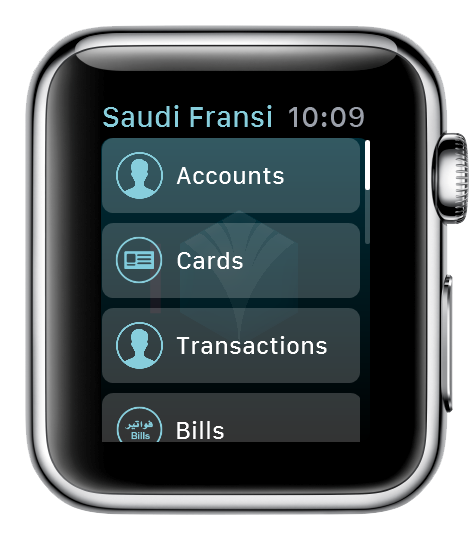 Saudi Fransi 10:09
Accounts
Cards
Transactions
فواتير
Bills
Bills